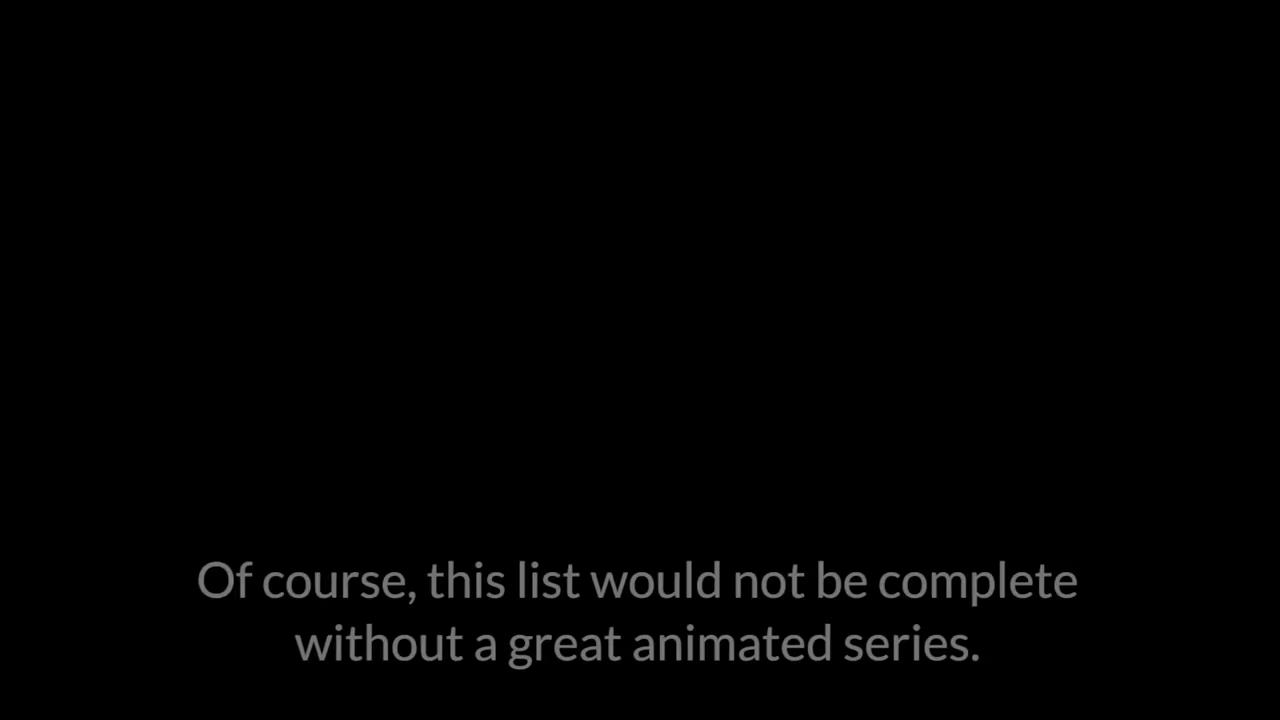 Of course, this list would not be complete
without a great animated series.